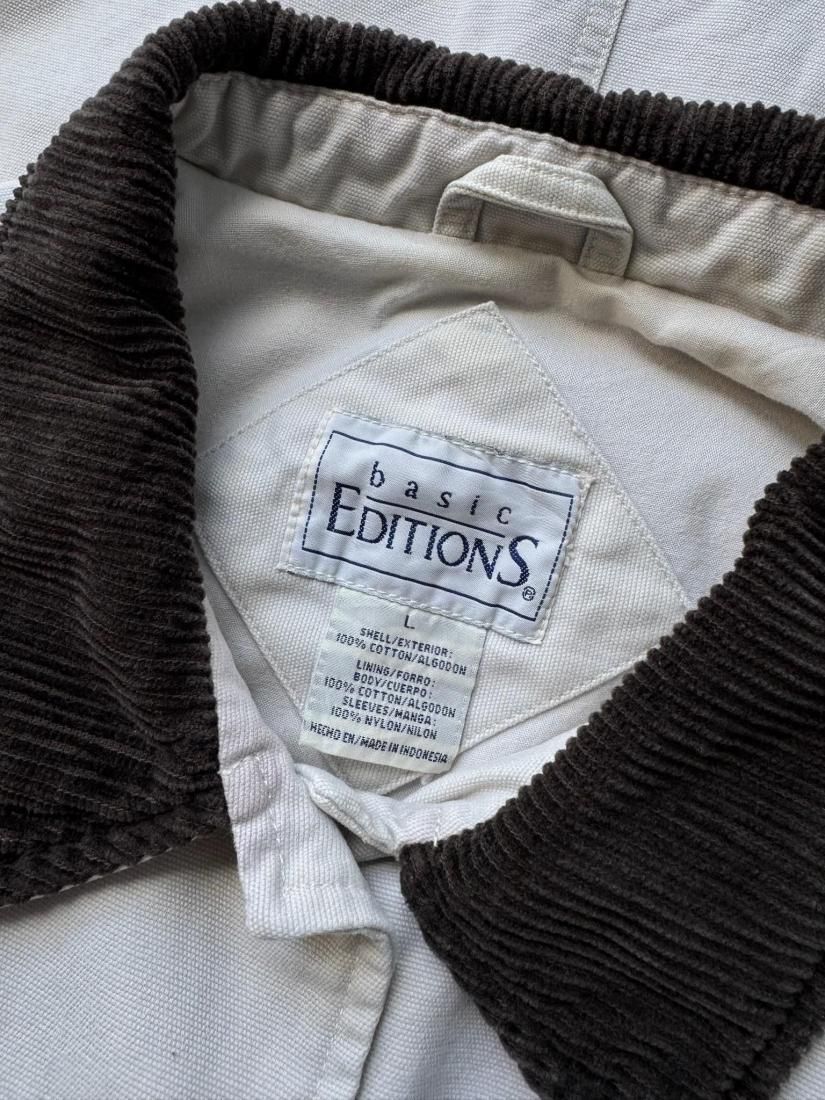 basic
EDITIONS®
L
SHELL/EXTERIOR:
100% COTTON/ALGODON
LINING/FORRO:
BODY/CUERPO:
100% COTTON/ALGODON
SLEEVES/MANGA:
100% NYLON/NILON
HECHO EN/MADE IN INDONESIA